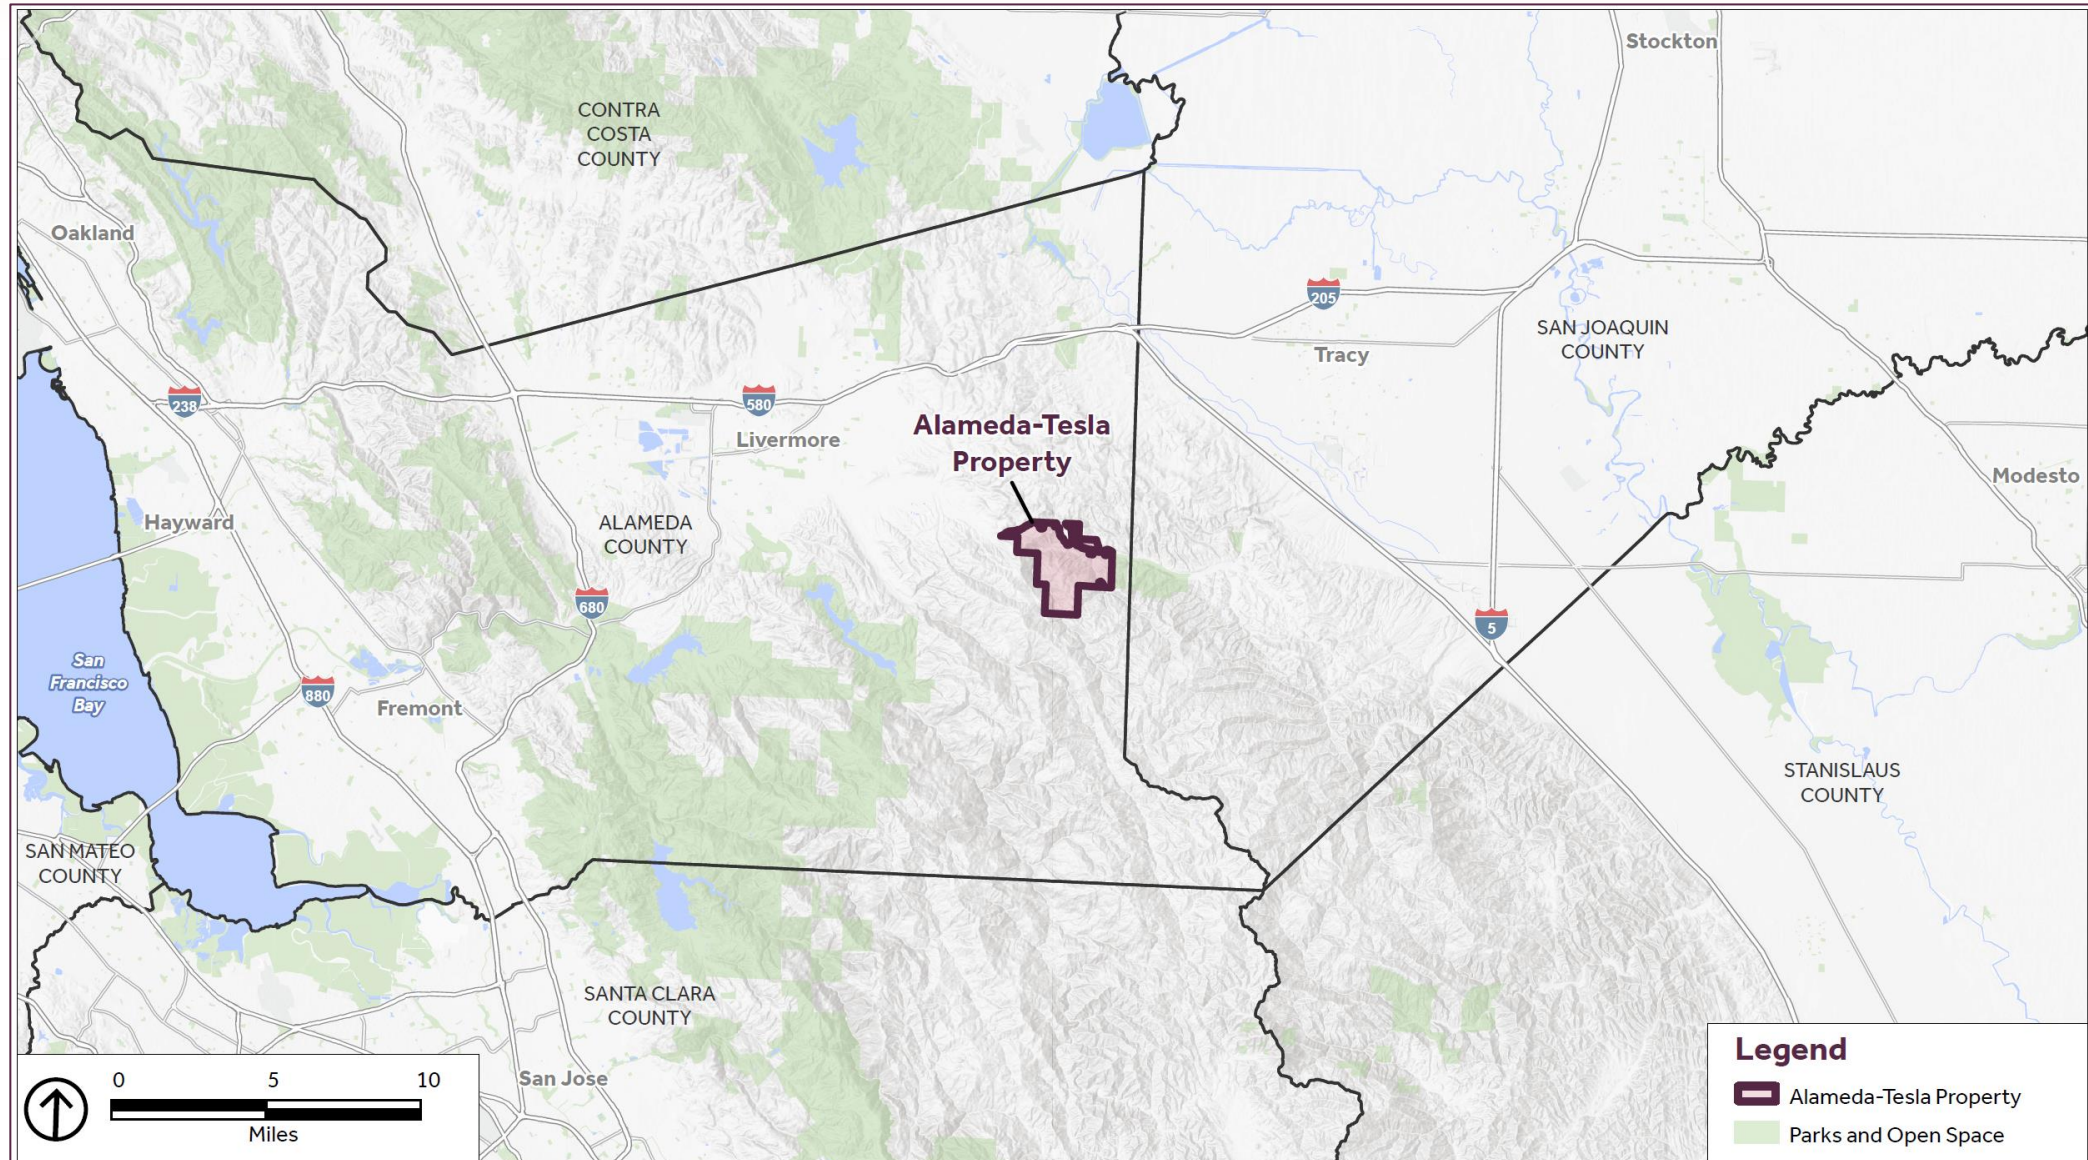 Stockton
CONTRA
COSTA
COUNTY
Oakland
205
SAN JOAQUIN
COUNTY
Tracy
238
580
Livermore
Alameda-Tesla
Property
Modesto
Hayward
ALAMEDA
COUNTY
680
5
San
Francisco
Bay
880
Fremont
STANISLAUS
COUNTY
SAN MATEO
COUNTY
SANTA CLARA
COUNTY
San Jose
0 5 10
Miles
Legend
Alameda-Tesla Property
Parks and Open Space